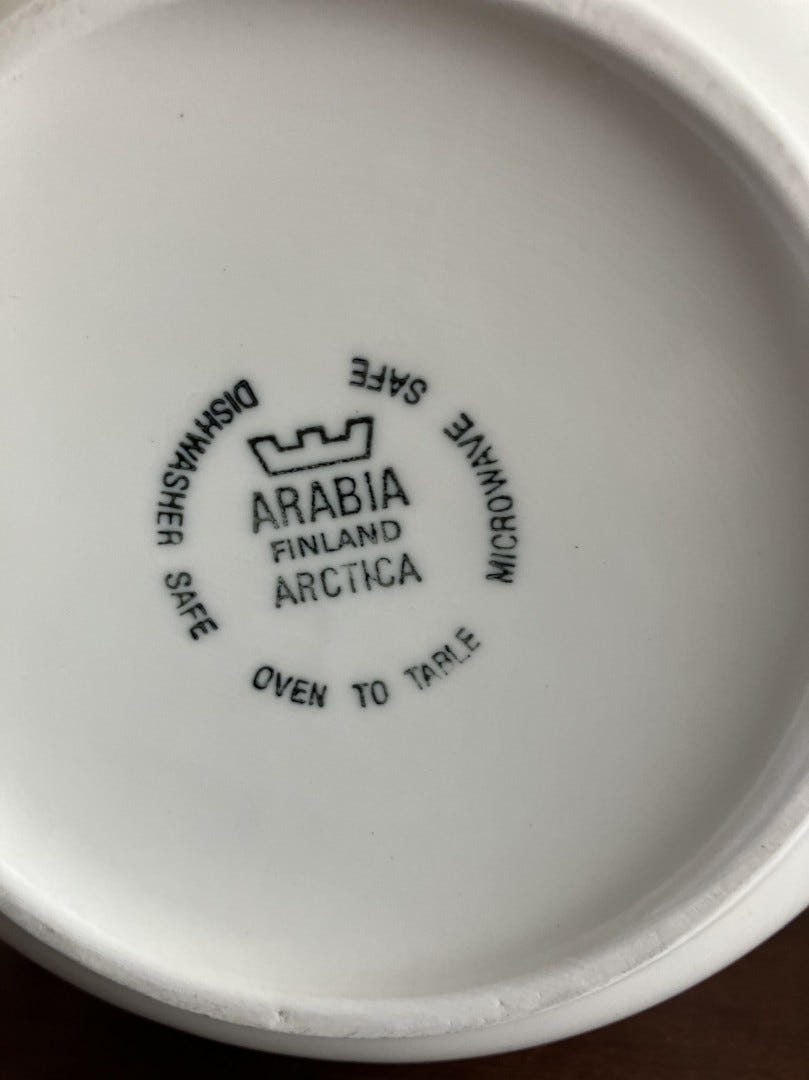 ARABIA
FINLAND
ARCTICA
DISHWASHER SAFE
OVEN TO TABLE
MICROWAVE SAFE